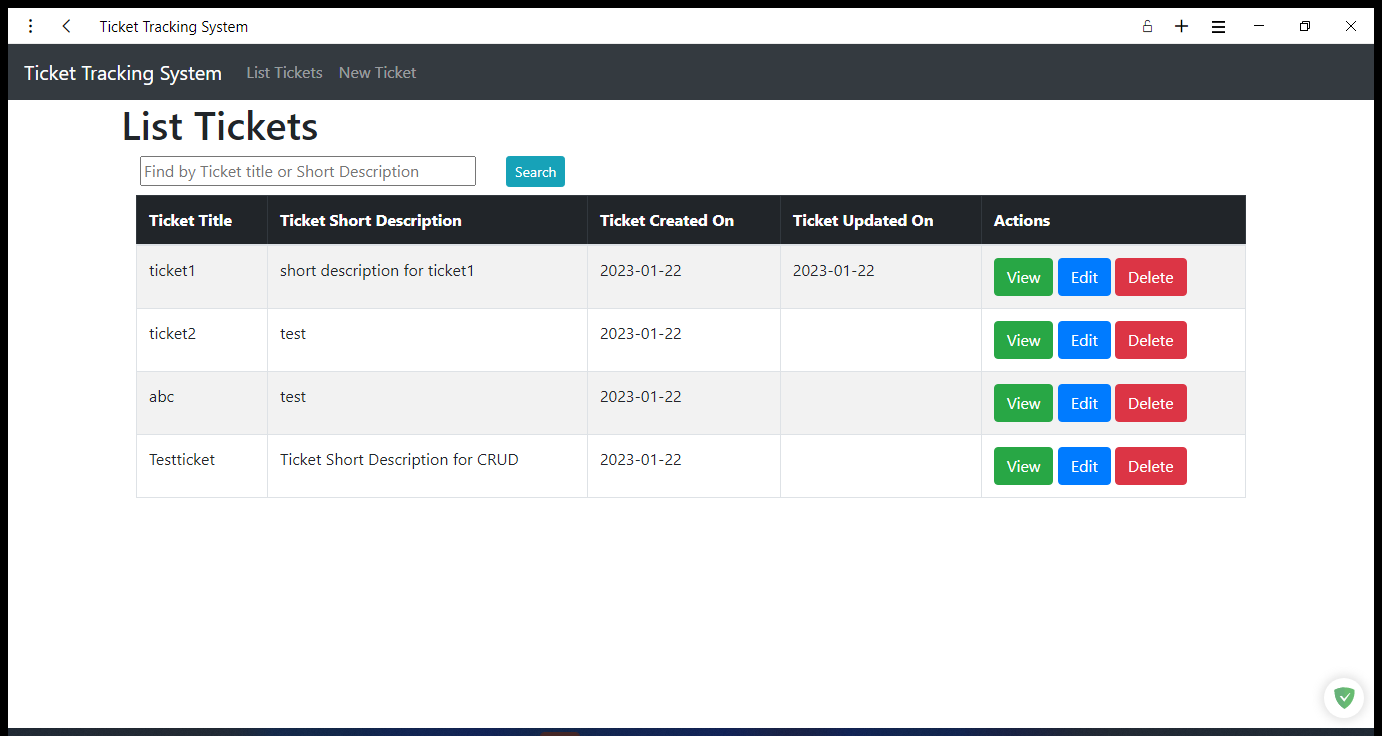 Ticket Tracking System
Ticket Tracking System List Tickets New Ticket
List Tickets
Find by Ticket title or Short Description Search
Ticket Title Ticket Short Description Ticket Created On Ticket Updated On Actions
ticket1 short description for ticket1 2023-01-22 2023-01-22 View Edit Delete
ticket2 test 2023-01-22 View Edit Delete
abc test 2023-01-22 View Edit Delete
Testticket Ticket Short Description for CRUD 2023-01-22 View Edit Delete